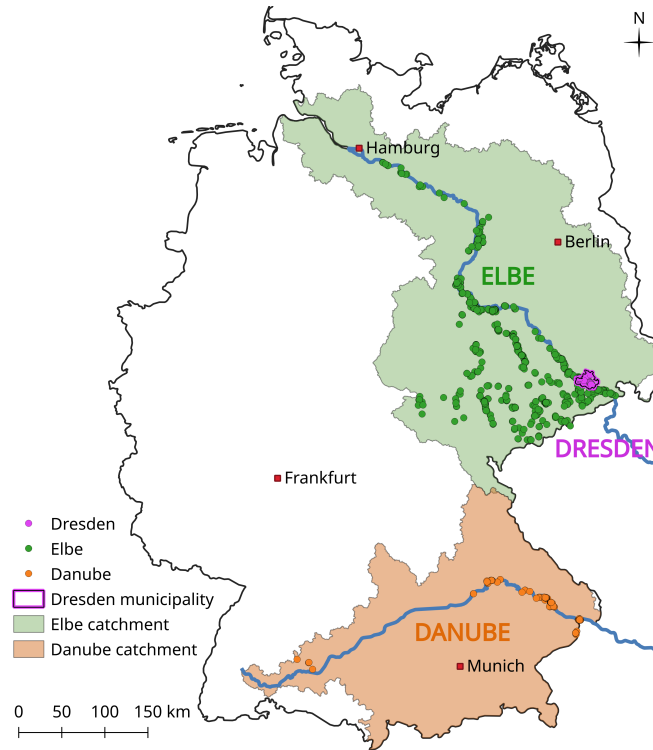 N
Hamburg
Berlin
ELBE
DRESDEN
Frankfurt
Dresden
Elbe
Danube
Dresden municipality
Elbe catchment
Danube catchment
DANUBE
Munich
0 50 100 150 km